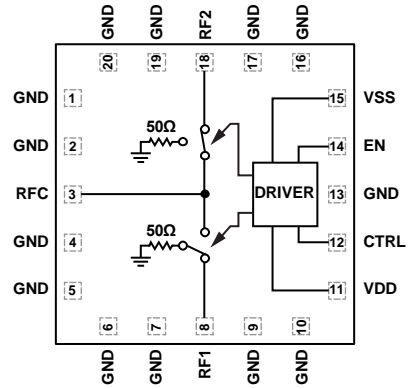 GND GND RF2 GND GND
20 19 18 17 16
GND 1 15 VSS
50Ω
GND 2 14 EN
RFC 3 DRIVER 13 GND
50Ω
GND 4 12 CTRL
GND 5 11 VDD
6 7 8 9 10
GND GND RF1 GND GND